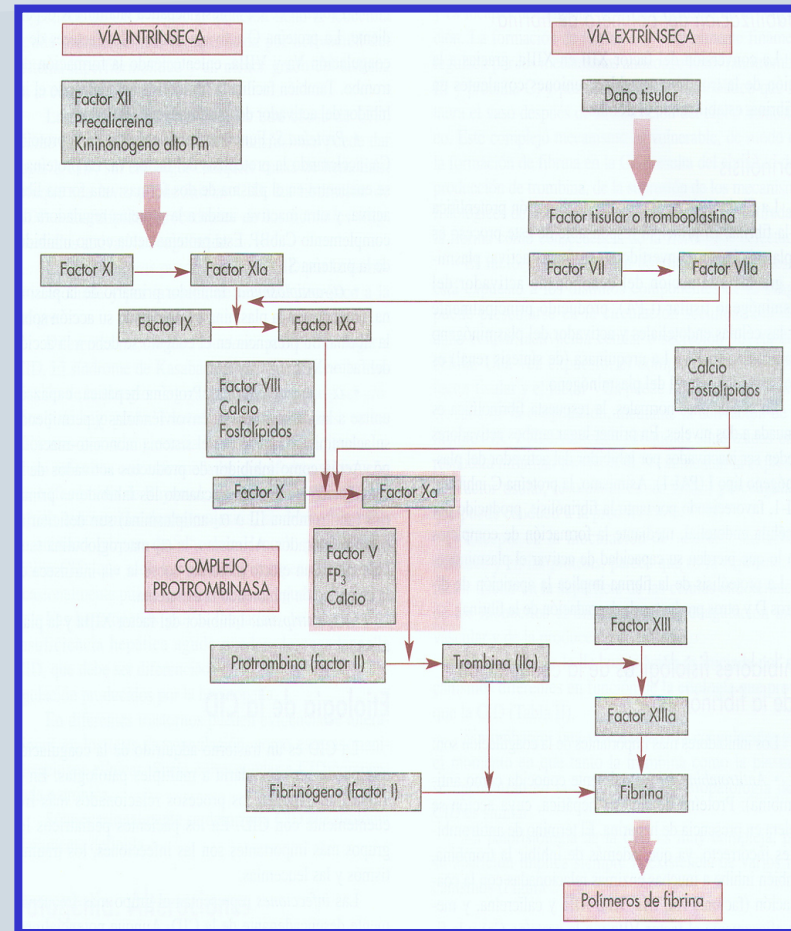 VÍA INTRÍNSECA
VÍA EXTRÍNSECA
Factor XII
Precalicreína
Kininónogeno alto Pm
Daño tisular
Factor tisular o tromboplastina
Factor XI
Factor XIa
Factor VII
Factor VIIa
Factor IX
Factor IXa
Factor VIII
Calcio
Fosfolípidos
Calcio
Fosfolípidos
Factor X
Factor Xa
COMPLEJO
PROTROMBINASA
Factor V
FP3
Calcio
Factor XIII
Protrombina (factor II)
Trombina (IIa)
Factor XIIIa
Fibrinógeno (factor I)
Fibrina
Polímeros de fibrina